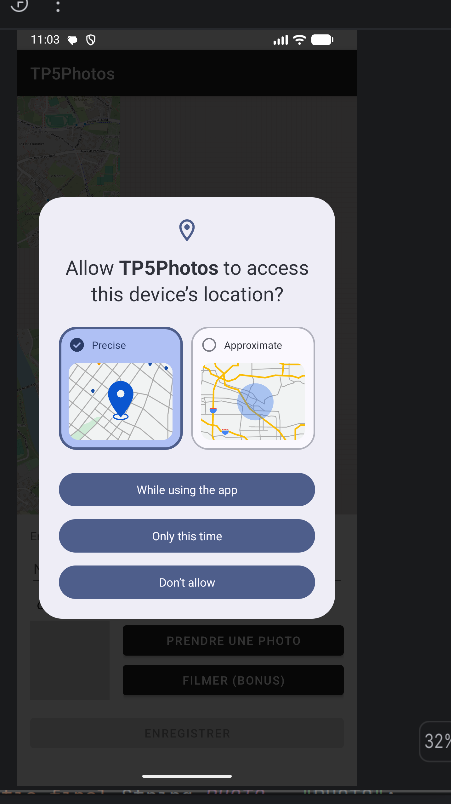 11:03
TP5Photos
Allow TP5Photos to access
this device's location?
Precise
Approximate
While using the app
Only this time
Don't allow
PRENDRE UNE PHOTO
FILMER (BONUS)
ENREGISTRER
32%